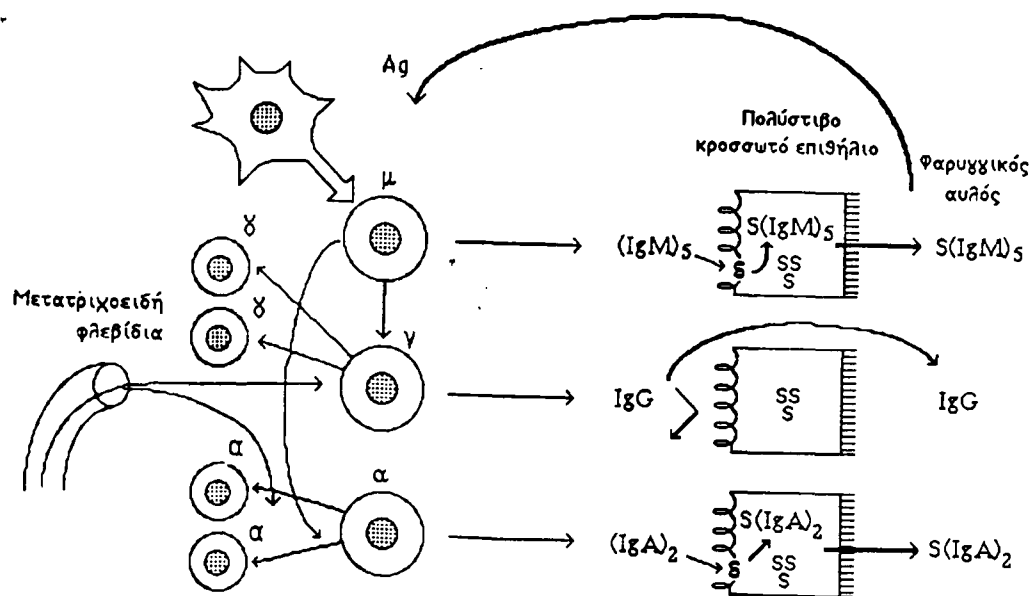 Ag
Πολύστιβο
κροσσωτό επιθήλιο
Φαρυγγικός
αυλός
μ
(IgM)5
S(IgM)5
SS
S
S(IgM)5
γ
γ
Μετατριχοειδή
φλεβίδια
γ
IgG
SS
S
IgG
α
α
α
(IgA)2
S(IgA)2
SS
S
S(IgA)2